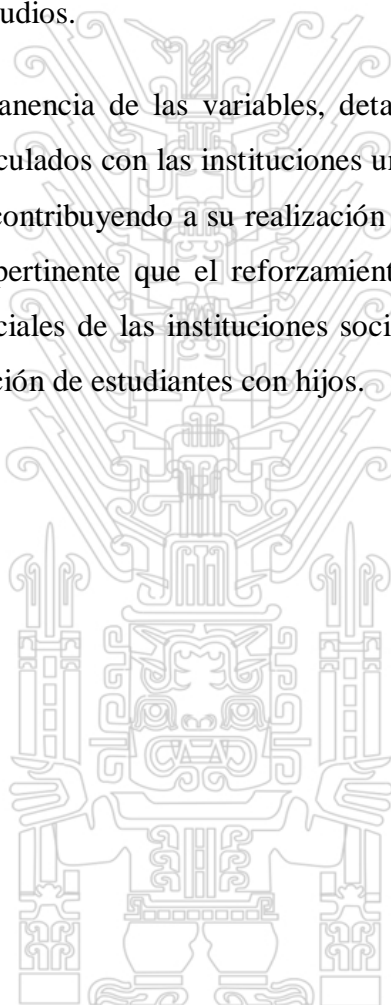 udios.
anencia de las variables, deta
culados con las instituciones un
contribuyendo a su realización
pertinente que el reforzamient
ciales de las instituciones soci
ción de estudiantes con hijos.